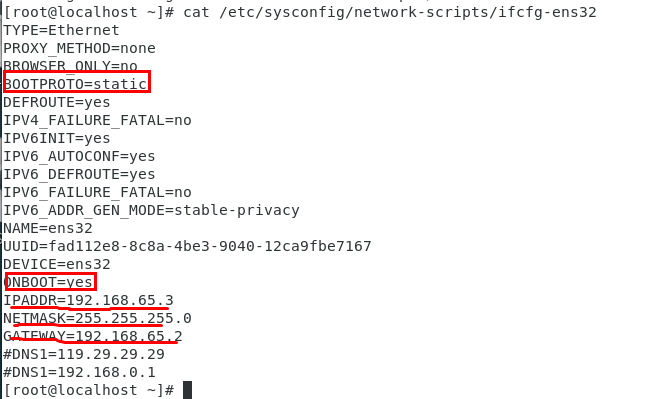 [root@localhost ~]# cat /etc/sysconfig/network-scripts/ifcfg-ens32
TYPE=Ethernet
PROXY_METHOD=none
BROWSER_ONLY=no
BOOTPROTO=static
DEFROUTE=yes
IPV4_FAILURE_FATAL=no
IPV6INIT=yes
IPV6_AUTOCONF=yes
IPV6_DEFROUTE=yes
IPV6_FAILURE_FATAL=no
IPV6_ADDR_GEN_MODE=stable-privacy
NAME=ens32
UUID=fad112e8-8c8a-4be3-9040-12ca9fbe7167
DEVICE=ens32
ONBOOT=yes
IPADDR=192.168.65.3
NETMASK=255.255.255.0
GATEWAY=192.168.65.2
#DNS1=119.29.29.29
#DNS1=192.168.0.1
[root@localhost ~]#